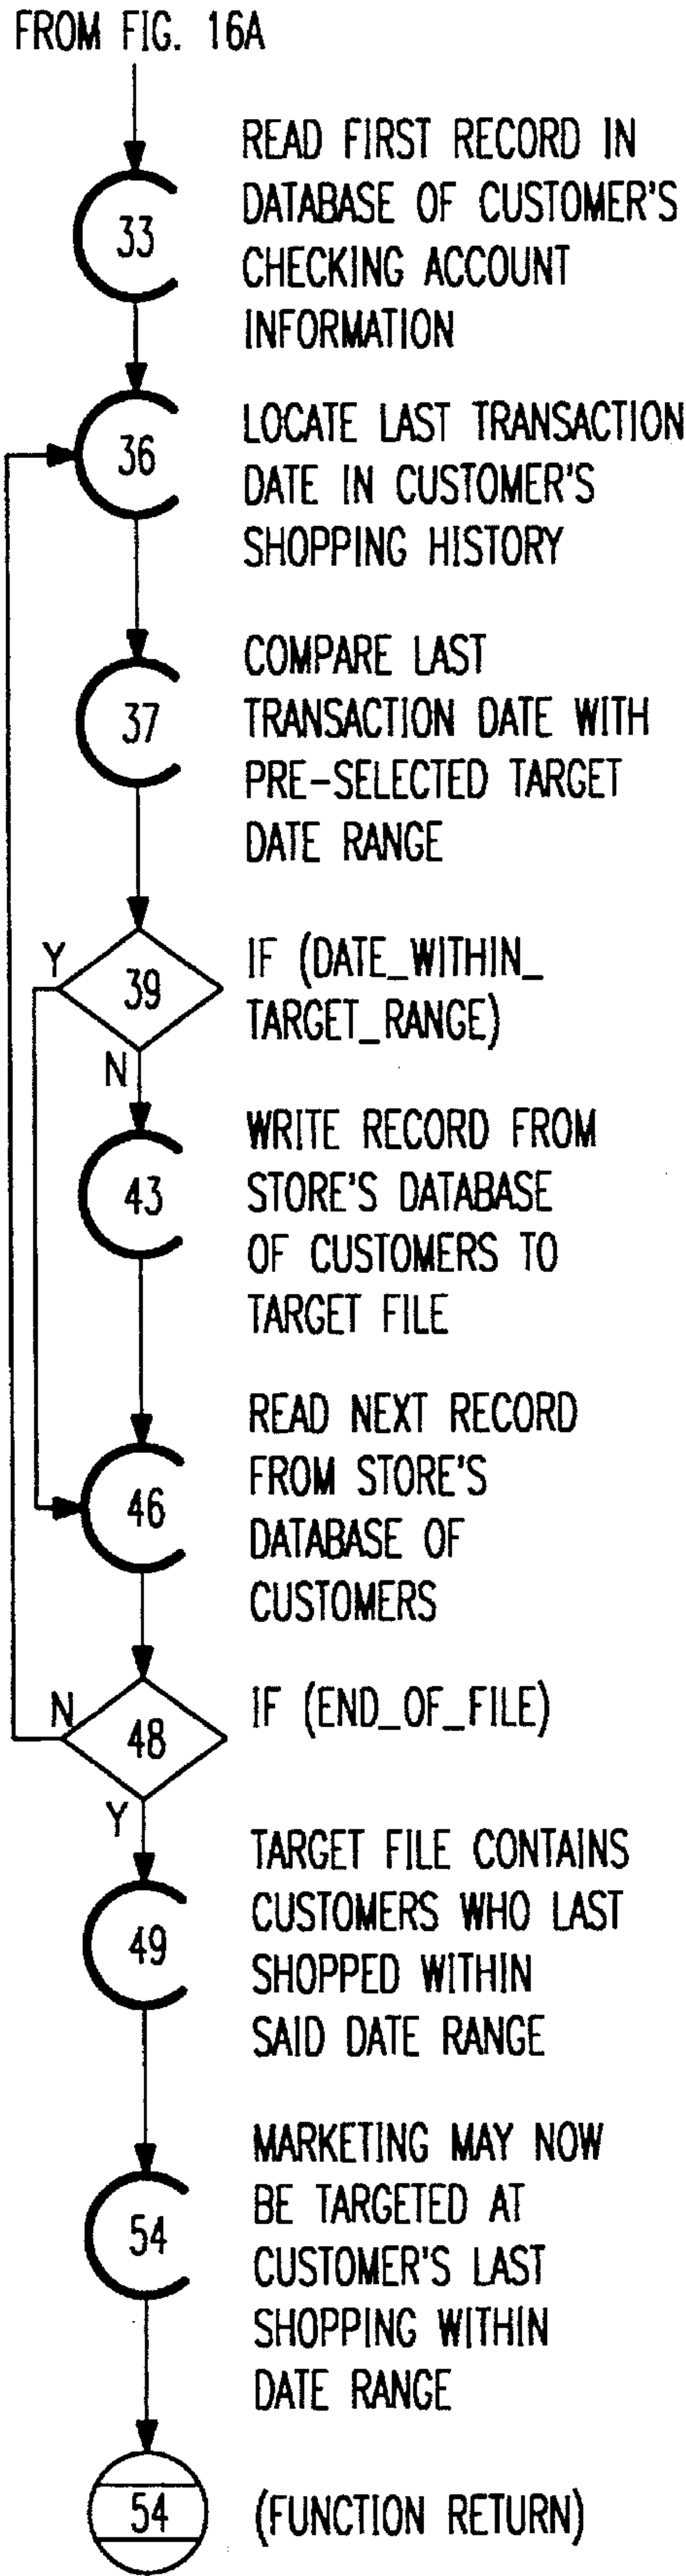 FROM FIG. 16A
33
READ FIRST RECORD IN
DATABASE OF CUSTOMER'S
CHECKING ACCOUNT
INFORMATION
36
LOCATE LAST TRANSACTION
DATE IN CUSTOMER'S
SHOPPING HISTORY
37
COMPARE LAST
TRANSACTION DATE WITH
PRE-SELECTED TARGET
DATE RANGE
Y
39
N
IF (DATE_WITHIN_
TARGET_RANGE)
43
WRITE RECORD FROM
STORE'S DATABASE
OF CUSTOMERS TO
TARGET FILE
46
READ NEXT RECORD
FROM STORE'S
DATABASE OF
CUSTOMERS
N
48
Y
IF (END_OF_FILE)
49
TARGET FILE CONTAINS
CUSTOMERS WHO LAST
SHOPPED WITHIN
SAID DATE RANGE
54
MARKETING MAY NOW
BE TARGETED AT
CUSTOMER'S LAST
SHOPPING WITHIN
DATE RANGE
54
(FUNCTION RETURN)